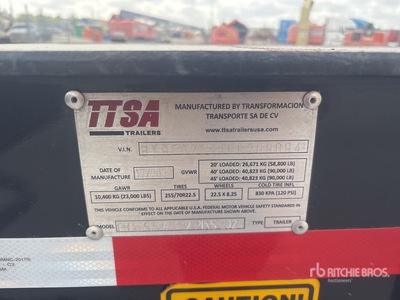 TTSA
TRAILERS
MANUFACTURED BY TRANSFORMACION
TRANSPORTE SA DE CV
www.ttsatrailersusa.com
V.I.N.
DATE OF
MANUFACTURE
GVWR
20' LOADED: 26,671 KG (58,800 LB)
40' LOADED: 40,823 KG (90,000 LB)
45' LOADED: 40,823 KG (90,000 LB)
GAWR TIRES WHEELS COLD TIRE INFL.
10,400 KG (23,000 LBS) 255/70R22.5 22.5 X 8.25 830 KPA (120 PSI)
THIS VEHICLE CONFORMS TO ALL APPLICABLE U.S.A. FEDERAL MOTOR VEHICLE SAFETY STANDARDS IN
EFFECT ON THE DATE OF MANUFACTURE SHOWN ABOVE.
MODEL TYPE TRAILER
CAUTION!
rb RITCHIE BROS.
Auctioneers